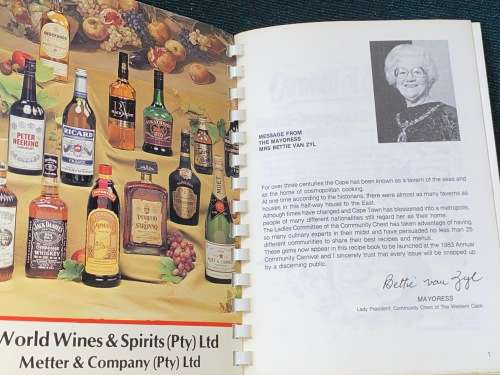 PETER
HEERING
RICARD
JACK DANIEL'S
World Wines & Spirits (Pty) Ltd
Metter & Company (Pty) Ltd
MESSAGE FROM
THE MAYORESS
MRS BETTIE VAN ZYL
For over three centuries the Cape has been known as a tavern of the seas and
as the home of cosmopolitan cooking.
At one time according to the historians, there were almost as many taverns as
houses, in this half-way house to the East.
Although times have changed and Cape Town has blossomed into a metropolis,
people of many different nationalities still regard her as their home.
The Ladies Committee of the Community Chest has taken advantage of having
so many culinary experts in their midst and persuaded no less than 25
different communities to share their best recipes and menus.
These gems now appear in this recipe book to be launched at the 1983 Annual
Community Carnival and I sincerely trust that every issue will be snapped up
by a discerning public.
Bettie van Zyl
MAYORESS
Lady President: Community Chest of The Western Cape
1